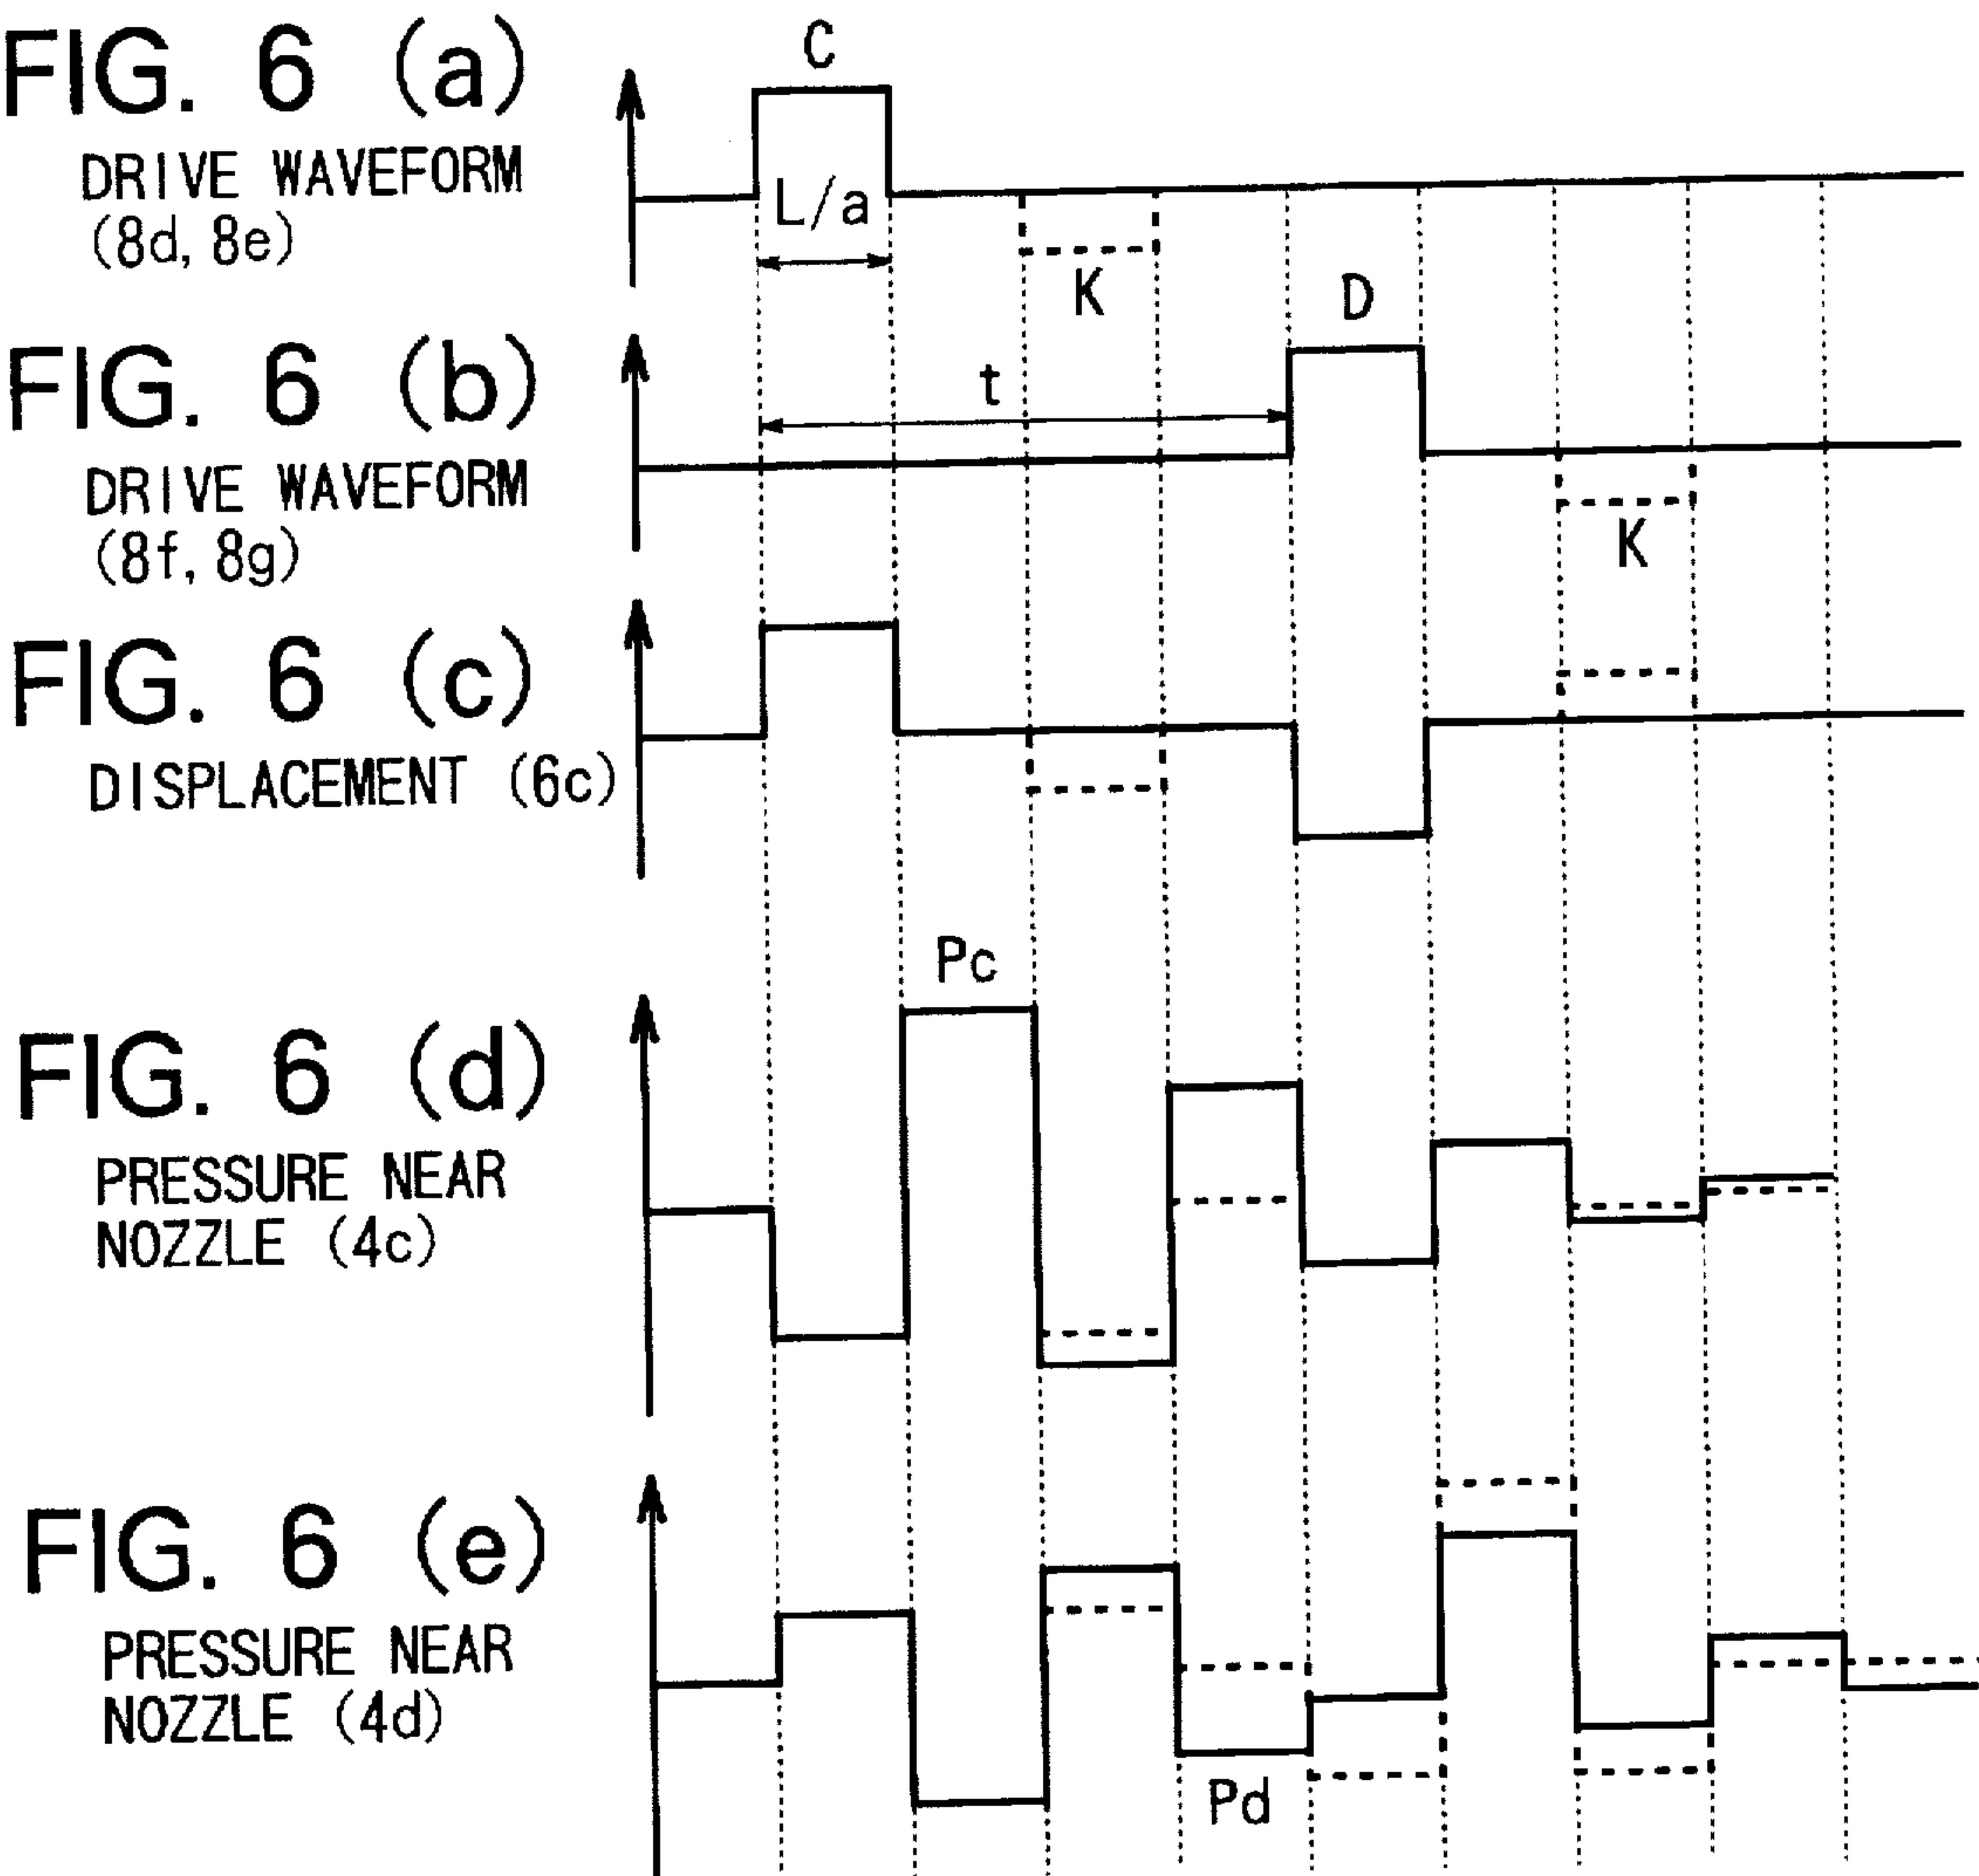 FIG. 6 (a)
C
DRIVE WAVEFORM
(8d, 8e)
L/a
K
D
FIG. 6 (b)
t
DRIVE WAVEFORM
(8f, 8g)
K
FIG. 6 (c)
DISPLACEMENT (6c)
Pc
FIG. 6 (d)
PRESSURE NEAR
NOZZLE (4c)
FIG. 6 (e)
PRESSURE NEAR
NOZZLE (4d)
Pd